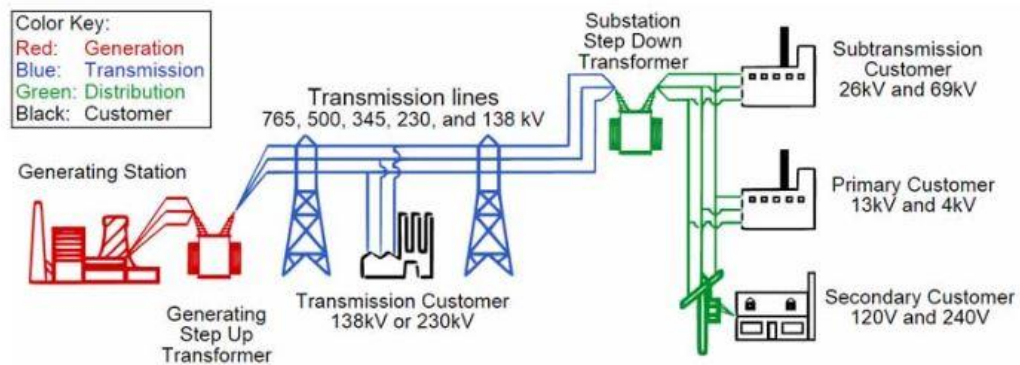 Color Key:
Red: Generation
Blue: Transmission
Green: Distribution
Black: Customer
Substation
Step Down
Transformer
Subtransmission
Customer
26kV and 69kV
Transmission lines
765, 500, 345, 230, and 138 kV
Generating Station
Primary Customer
13kV and 4kV
Transmission Customer
138kV or 230kV
Generating
Step Up
Transformer
Secondary Customer
120V and 240V